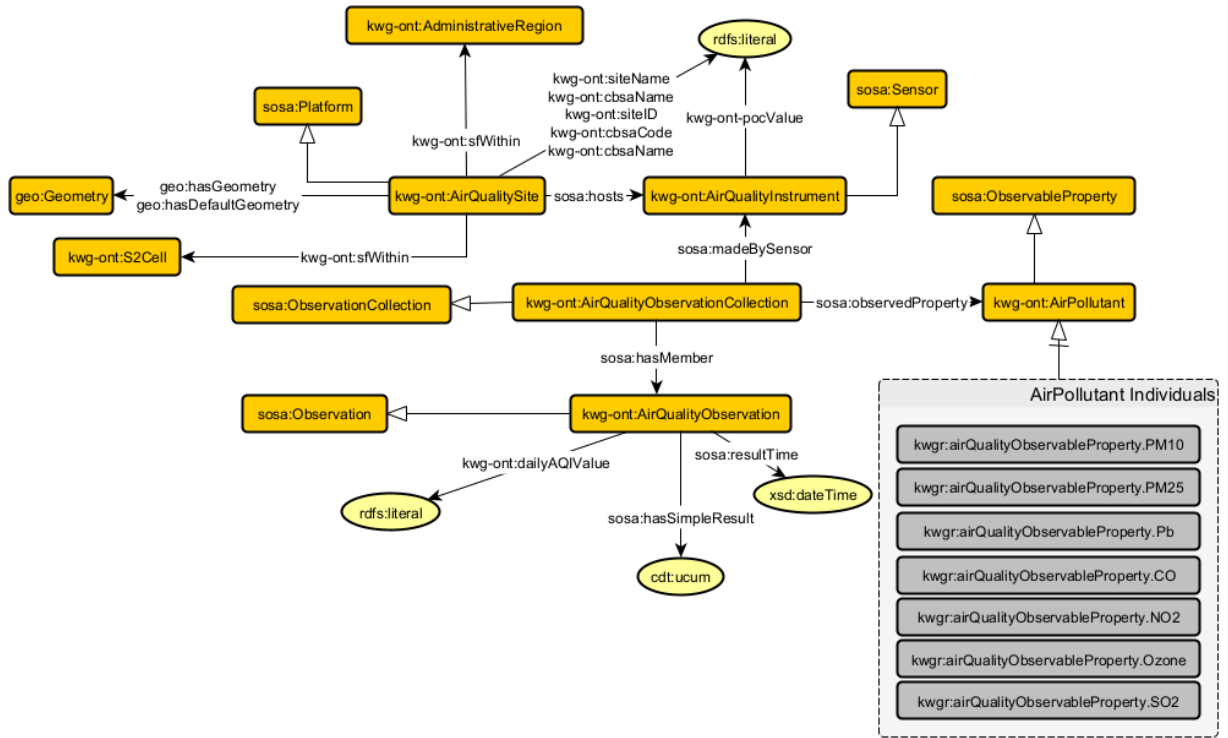 kwg-ont:AdministrativeRegion
rdfs:literal
kwg-ont:siteName
kwg-ont:cbsaName
kwg-ont:siteID
kwg-ont:cbsaCode
kwg-ont:cbsaName
sosa:Sensor
sosa:Platform
kwg-ont-pocValue
kwg-ont:sfWithin
geo:Geometry
geo:hasGeometry
geo:hasDefaultGeometry
kwg-ont:AirQualitySite
sosa:hosts
kwg-ont:AirQualityInstrument
sosa:ObservableProperty
kwg-ont:S2Cell
kwg-ont:sfWithin
sosa:madeBySensor
sosa:ObservationCollection
kwg-ont:AirQualityObservationCollection
sosa:observedProperty
kwg-ont:AirPollutant
sosa:hasMember
sosa:Observation
kwg-ont:AirQualityObservation
kwg-ont:dailyAQIValue
sosa:resultTime
rdfs:literal
xsd:dateTime
sosa:hasSimpleResult
cdt:ucum
AirPollutant Individuals
kwgr:airQualityObservableProperty.PM10
kwgr:airQualityObservableProperty.PM25
kwgr:airQualityObservableProperty.Pb
kwgr:airQualityObservableProperty.CO
kwgr:airQualityObservableProperty.NO2
kwgr:airQualityObservableProperty.Ozone
kwgr:airQualityObservableProperty.SO2